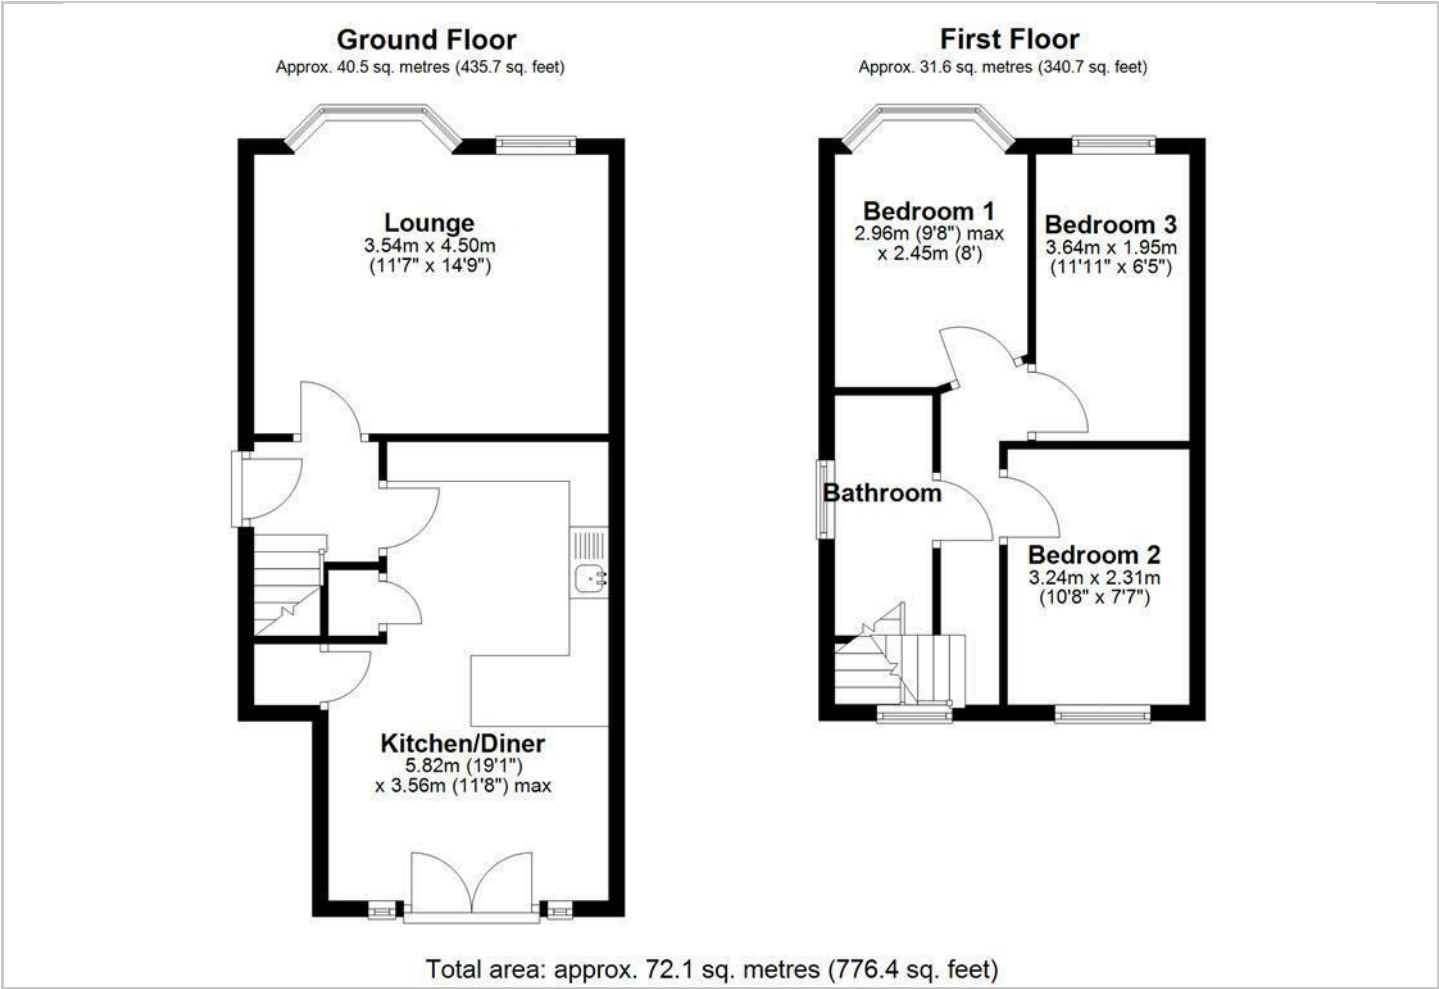 Ground Floor
Approx. 40.5 sq. metres (435.7 sq. feet)
Lounge
3.54m x 4.50m
(11'7" x 14'9")
Kitchen/Diner
5.82m (19'1")
x 3.56m (11'8") max
First Floor
Approx. 31.6 sq. metres (340.7 sq. feet)
Bedroom 1
2.96m (9'8") max
x 2.45m (8')
Bedroom 3
3.64m x 1.95m
(11'11" x 6'5")
Bathroom
Bedroom 2
3.24m x 2.31m
(10'8" x 7'7")
Total area: approx. 72.1 sq. metres (776.4 sq. feet)